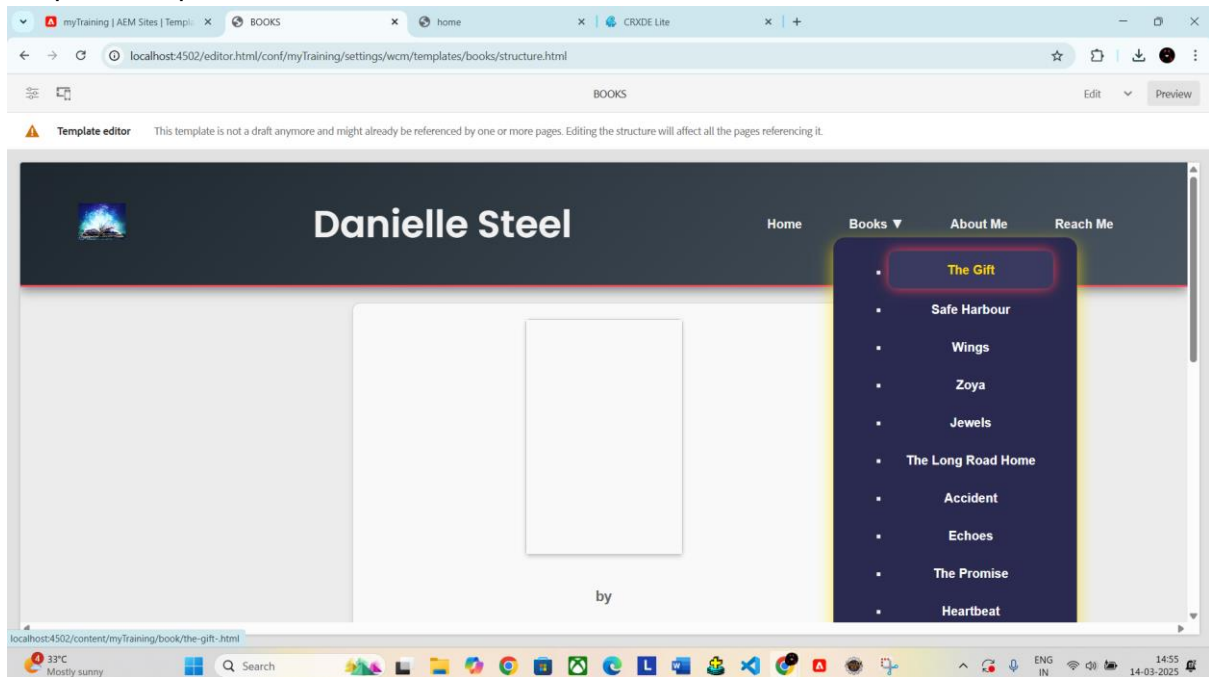 myTraining | AEM Sites | Templa
BOOKS
home
CRXDE Lite
localhost:4502/editor.html/conf/myTraining/settings/wcm/templates/books/structure.html
BOOKS
Edit
Preview
Template editor This template is not a draft anymore and might already be referenced by one or more pages. Editing the structure will affect all the pages referencing it.
Danielle Steel
Home
Books ▼
About Me
Reach Me
The Gift
Safe Harbour
Wings
Zoya
Jewels
The Long Road Home
Accident
Echoes
The Promise
Heartbeat
by
localhost:4502/content/myTraining/book/the-gift-.html
33°C
Mostly sunny
Search
ENG
IN
14:55
14-03-2025